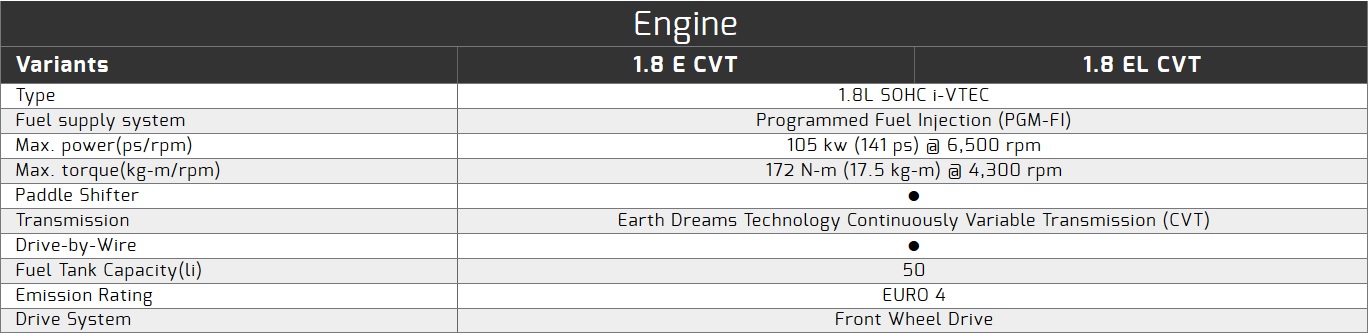 Engine
Variants 1.8 E CVT 1.8 EL CVT
Type 1.8L SOHC i-VTEC
Fuel supply system Programmed Fuel Injection (PGM-FI)
Max. power(ps/rpm) 105 kw (141 ps) @ 6,500 rpm
Max. torque(kg-m/rpm) 172 N-m (17.5 kg-m) @ 4,300 rpm
Paddle Shifter ●
Transmission Earth Dreams Technology Continuously Variable Transmission (CVT)
Drive-by-Wire ●
Fuel Tank Capacity(li) 50
Emission Rating EURO 4
Drive System Front Wheel Drive